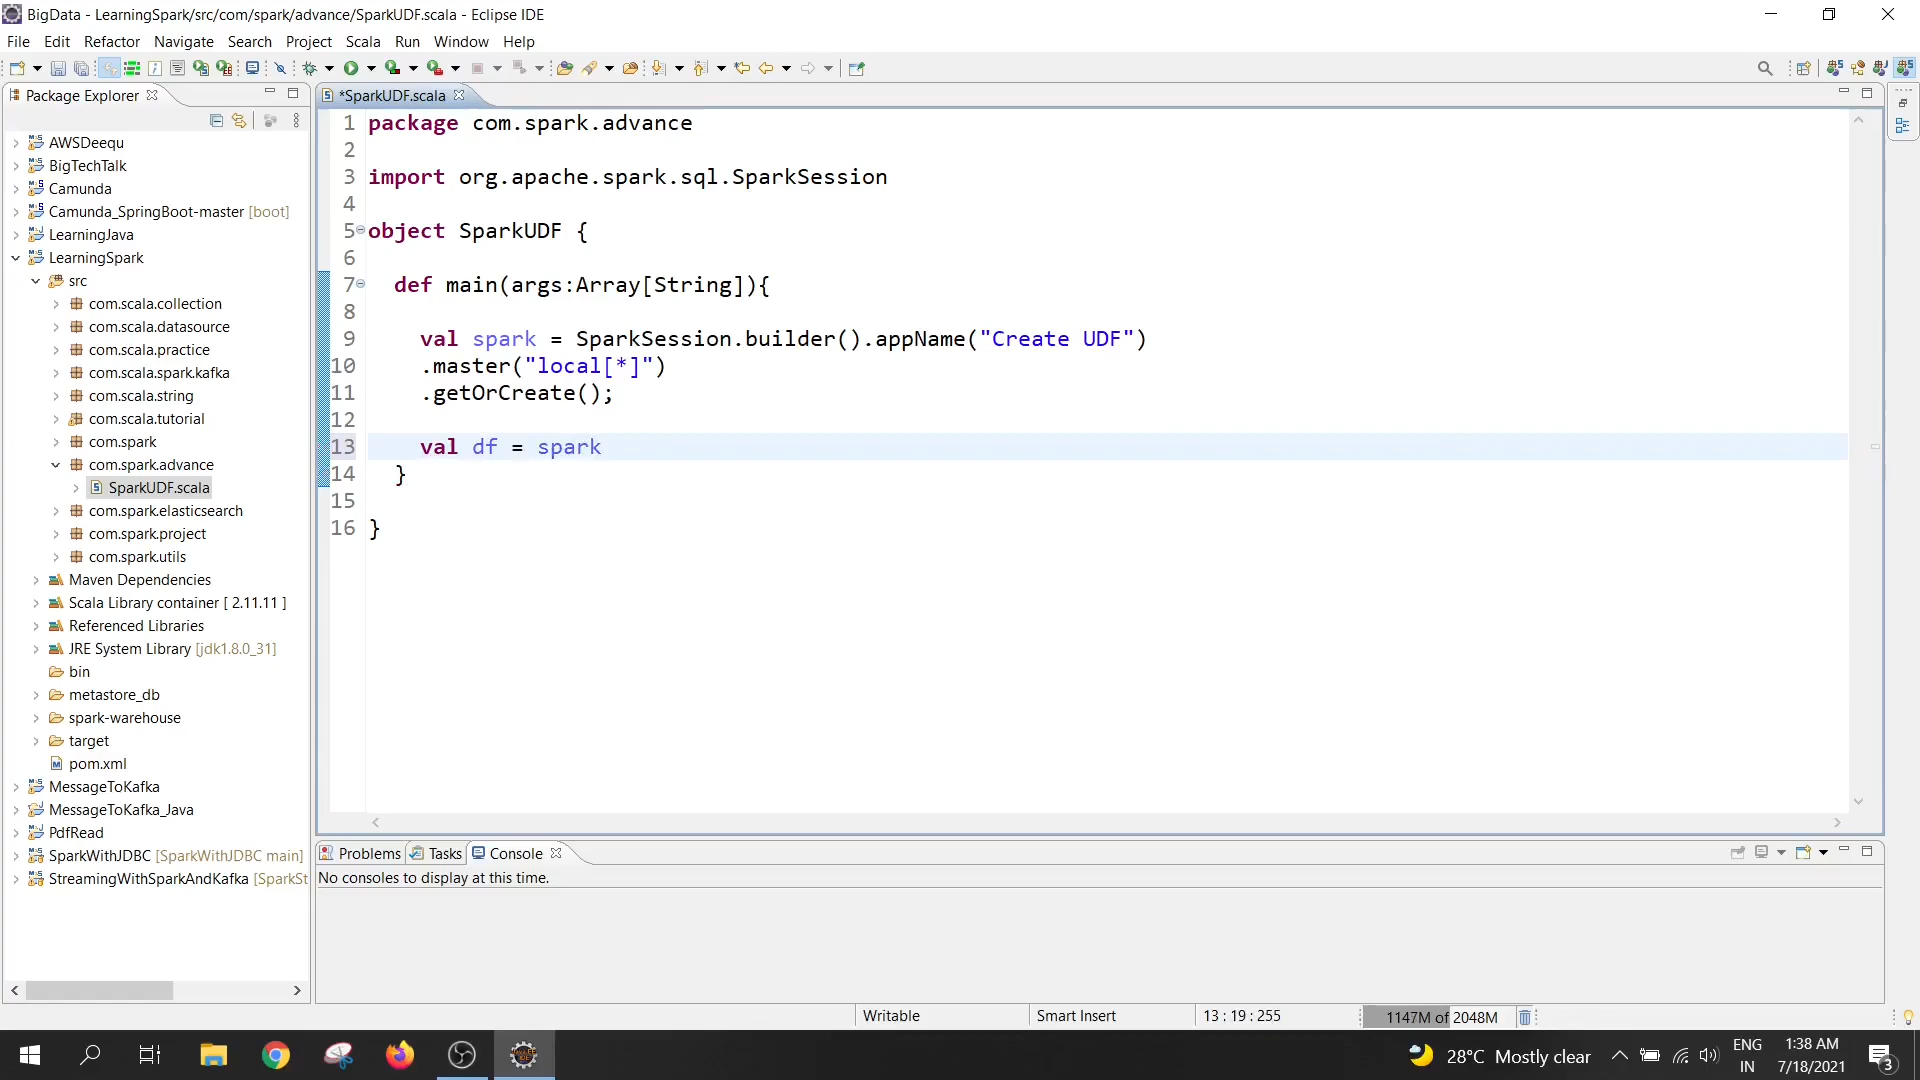 BigData - LearningSpark/src/com/spark/advance/SparkUDF.scala - Eclipse IDE
File Edit Refactor Navigate Search Project Scala Run Window Help
Package Explorer
AWSDeequ
BigTechTalk
Camunda
Camunda_SpringBoot-master [boot]
LearningJava
LearningSpark
src
com.scala.collection
com.scala.datasource
com.scala.practice
com.scala.spark.kafka
com.scala.string
com.scala.tutorial
com.spark
com.spark.advance
SparkUDF.scala
com.spark.elasticsearch
com.spark.project
com.spark.utils
Maven Dependencies
Scala Library container [ 2.11.11 ]
Referenced Libraries
JRE System Library [jdk1.8.0_31]
bin
metastore_db
spark-warehouse
target
pom.xml
MessageToKafka
MessageToKafka_Java
PdfRead
SparkWithJDBC [SparkWithJDBC main]
StreamingWithSparkAndKafka [SparkSt
*SparkUDF.scala
1 package com.spark.advance
2
3 import org.apache.spark.sql.SparkSession
4
5 object SparkUDF {
6
7 def main(args:Array[String]){
8
9 val spark = SparkSession.builder().appName("Create UDF")
10 .master("local[*]")
11 .getOrCreate();
12
13 val df = spark
14 }
15
16 }
Problems Tasks Console
No consoles to display at this time.
Writable Smart Insert 13 : 19 : 255 1147M of 2048M
28°C Mostly clear ENG IN 1:38 AM 7/18/2021 3